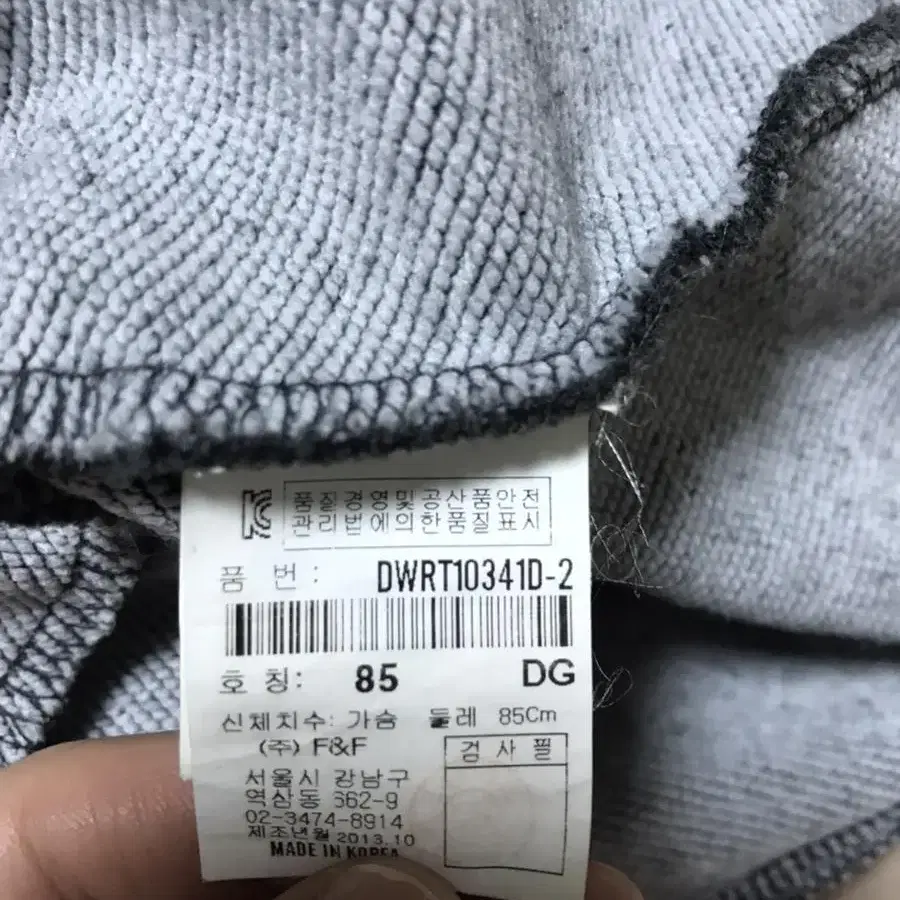 품질경영및공산품안전
관리법에의한품질표시
품 번 : DWRT10341D-2
호 칭: 85 DG
신체치수: 가슴 둘레 85Cm
(주) F&F
검 사 필
서울시 강남구
역삼동 662-9
02-3474-8914
제조년월 2013.10
MADE IN KOREA